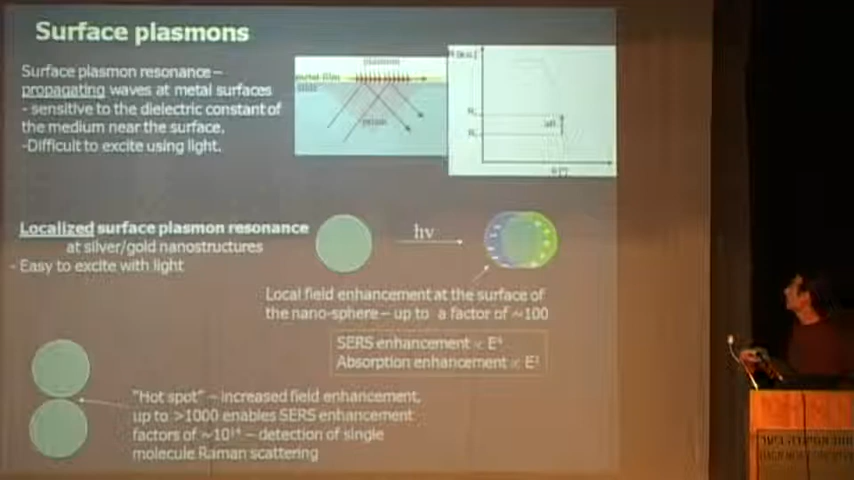 Surface plasmons
Surface plasmon resonance –
propagating waves at metal surfaces
- sensitive to the dielectric constant of
the medium near the surface.
-Difficult to excite using light.
plasmon
metal film
prism
Localized surface plasmon resonance
at silver/gold nanostructures
- Easy to excite with light
hν
Local field enhancement at the surface of
the nano-sphere – up to a factor of ~100
SERS enhancement ∝ E⁴
Absorption enhancement ∝ E²
"Hot spot" – increased field enhancement,
up to >1000 enables SERS enhancement
factors of ~10¹⁴ – detection of single
molecule Raman scattering